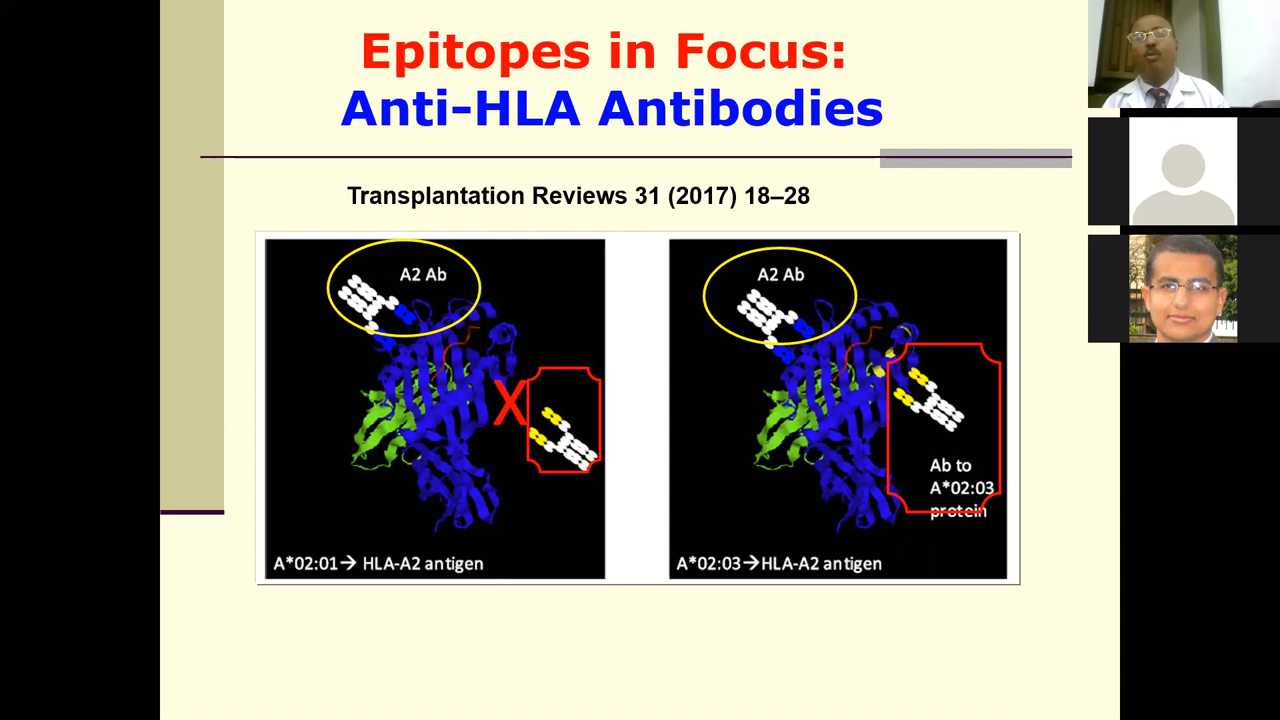 Epitopes in Focus:
Anti-HLA Antibodies
Transplantation Reviews 31 (2017) 18–28
A2 Ab
X
A*02:01→ HLA-A2 antigen
A2 Ab
Ab to
A*02:03
protein
A*02:03→HLA-A2 antigen